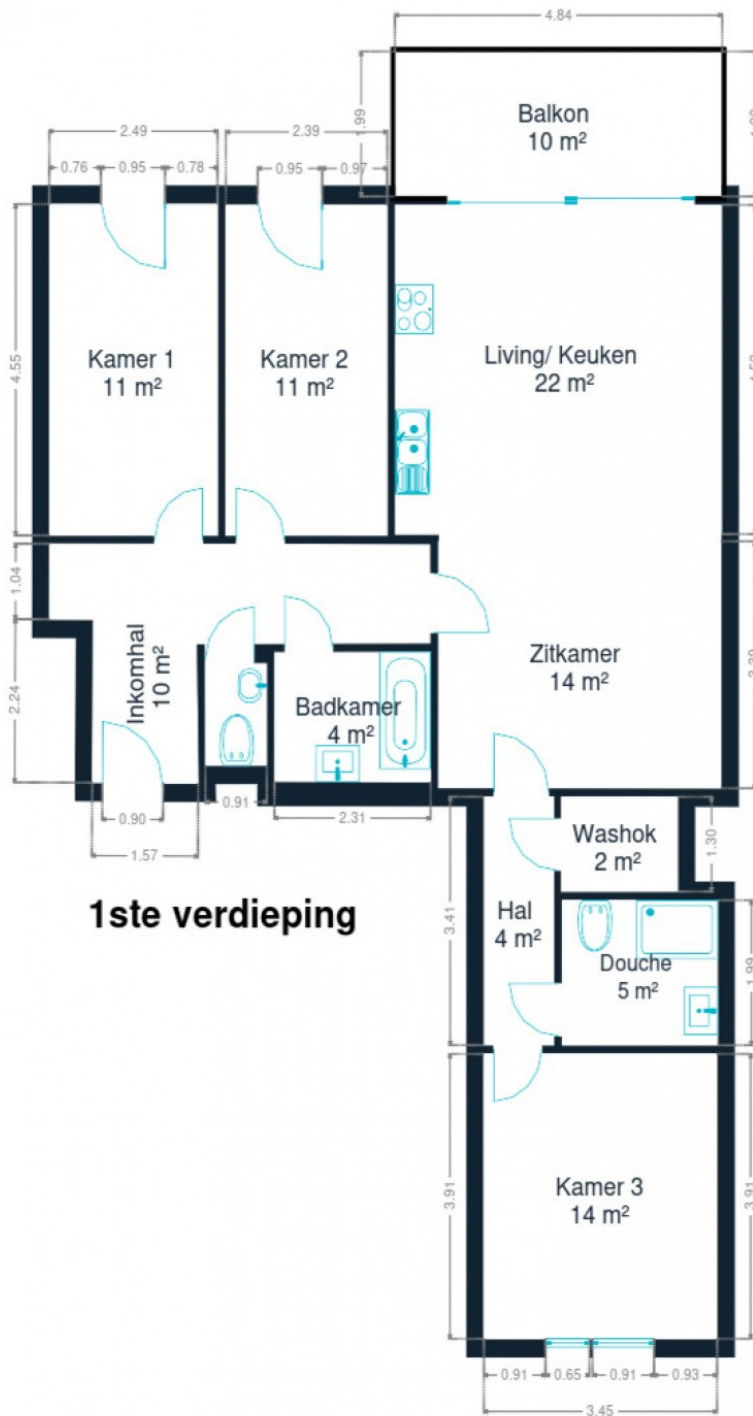 4.84
1.99
Balkon
10 m²
2.49
2.39
0.76
0.95
0.78
0.95
0.97
4.55
Kamer 1
11 m²
Kamer 2
11 m²
Living/ Keuken
22 m²
1.04
2.24
Inkomhal
10 m²
Badkamer
4 m²
Zitkamer
14 m²
0.90
0.91
2.31
1.57
Washok
2 m²
1.30
1ste verdieping
3.41
Hal
4 m²
Douche
5 m²
1.99
3.91
Kamer 3
14 m²
3.91
0.91
0.65
0.91
0.93
3.45